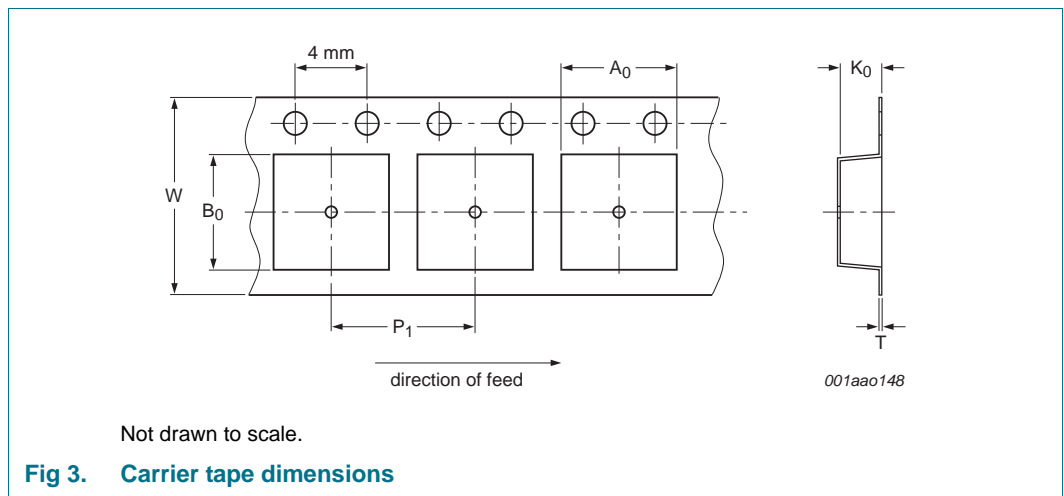 4 mm
A0
K0
W
B0
P1
T
direction of feed
001aao148
Not drawn to scale.
Fig 3. Carrier tape dimensions